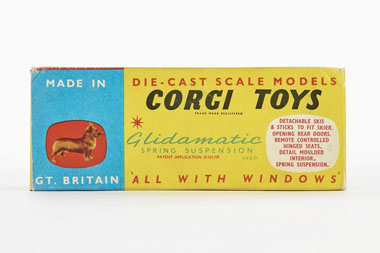 MADE IN
GT. BRITAIN
DIE-CAST SCALE MODELS
CORGI TOYS
TRADE MARK REGISTERED
Glidamatic
SPRING SUSPENSION
PATENT APPLICATION
'ALL WITH WINDOWS'
DETACHABLE SKIS
& STICKS TO FIT SKIER.
OPENING REAR DOORS.
REMOTE CONTROLLED
HINGED SEATS.
DETAIL MOULDED
INTERIOR.
SPRING SUSPENSION.